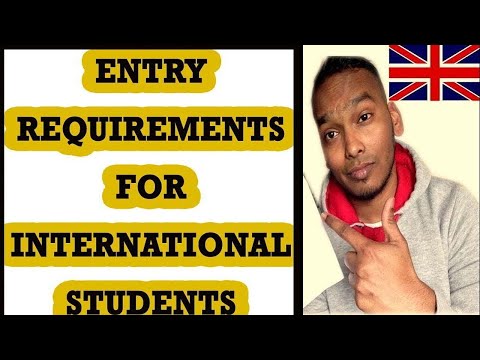 ENTRY
REQUIREMENTS
FOR
INTERNATIONAL
STUDENTS